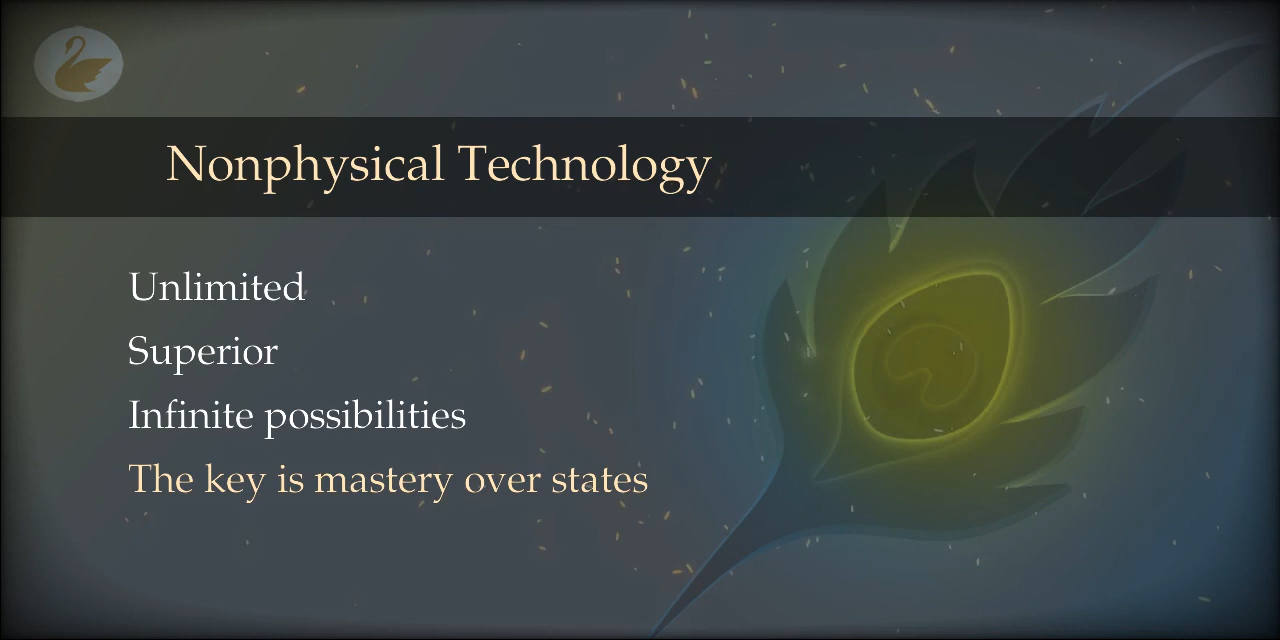 Nonphysical Technology
Unlimited
Superior
Infinite possibilities
The key is mastery over states